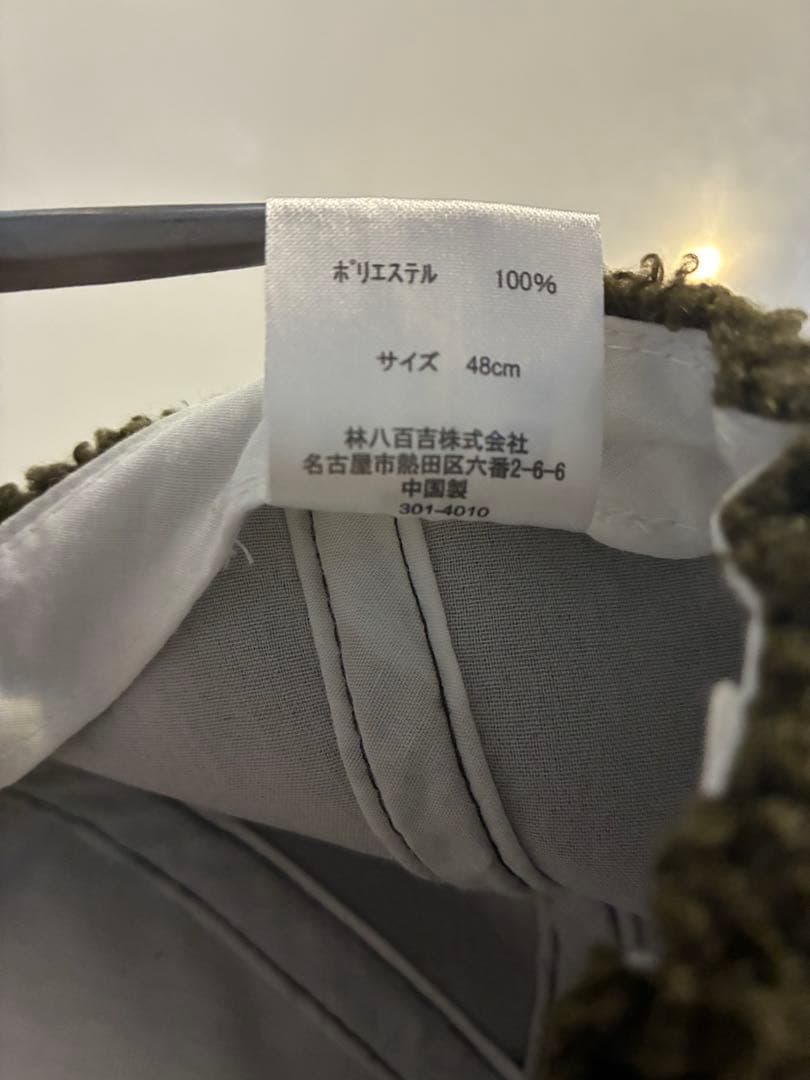 ポリエステル 100%
サイズ 48cm
林八百吉株式会社
名古屋市熱田区六番2-6-6
中国製
301-4010